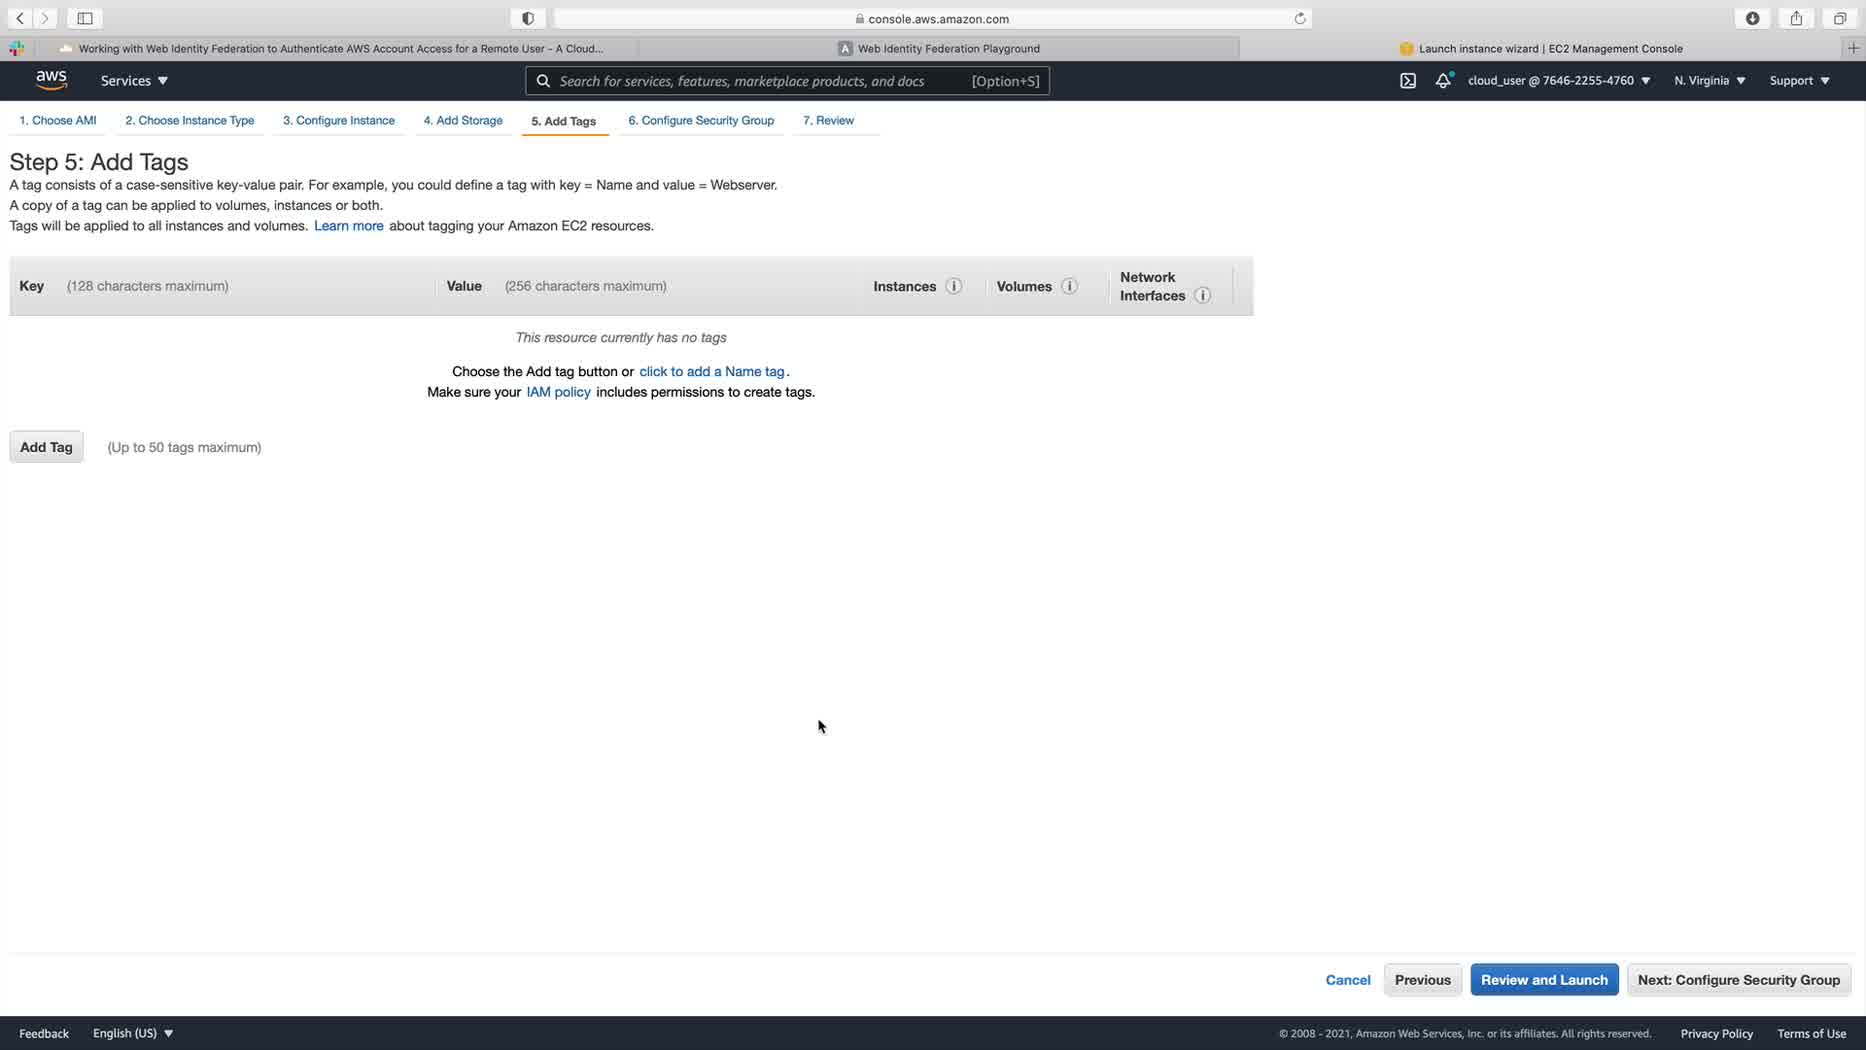 console.aws.amazon.com
Working with Web Identity Federation to Authenticate AWS Account Access for a Remote User - A Cloud...
A Web Identity Federation Playground
Launch instance wizard | EC2 Management Console
aws
Services
Search for services, features, marketplace products, and docs
[Option+S]
cloud_user @ 7646-2255-4760
N. Virginia
Support
1. Choose AMI
2. Choose Instance Type
3. Configure Instance
4. Add Storage
5. Add Tags
6. Configure Security Group
7. Review
Step 5: Add Tags
A tag consists of a case-sensitive key-value pair. For example, you could define a tag with key = Name and value = Webserver.
A copy of a tag can be applied to volumes, instances or both.
Tags will be applied to all instances and volumes. Learn more about tagging your Amazon EC2 resources.
Key (128 characters maximum)
Value (256 characters maximum)
Instances i
Volumes i
Network
Interfaces i
This resource currently has no tags
Choose the Add tag button or click to add a Name tag.
Make sure your IAM policy includes permissions to create tags.
Add Tag
(Up to 50 tags maximum)
Cancel
Previous
Review and Launch
Next: Configure Security Group
Feedback
English (US)
© 2008 - 2021, Amazon Web Services, Inc. or its affiliates. All rights reserved.
Privacy Policy
Terms of Use